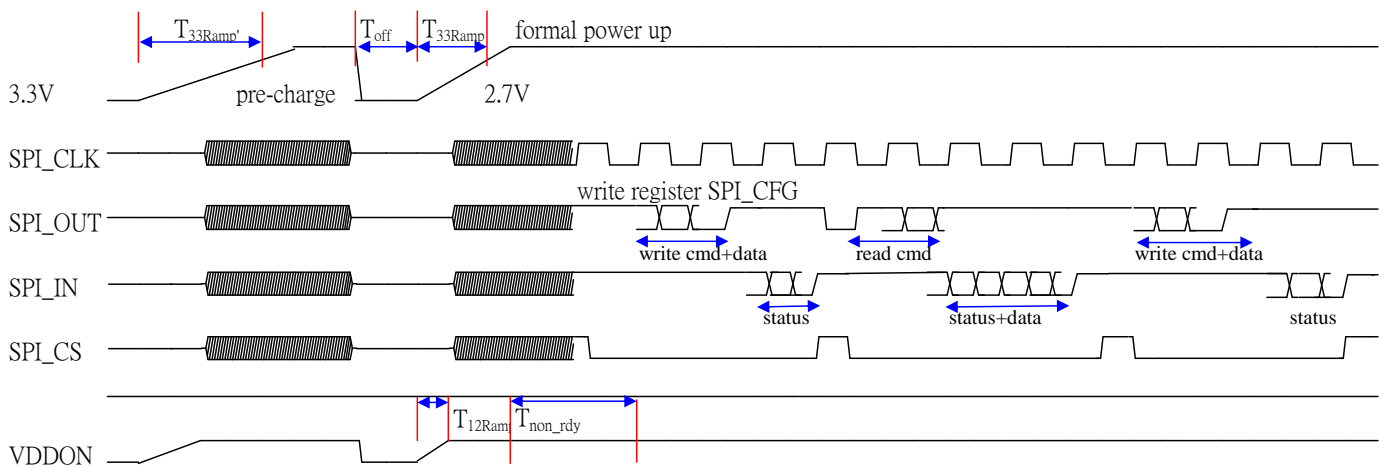 T33Ramp' Toff T33Ramp formal power up
3.3V pre-charge 2.7V
SPI_CLK
write register SPI_CFG
SPI_OUT
write cmd+data read cmd write cmd+data
SPI_IN
status status+data status
SPI_CS
T12Ram Tnon_rdy
VDDON